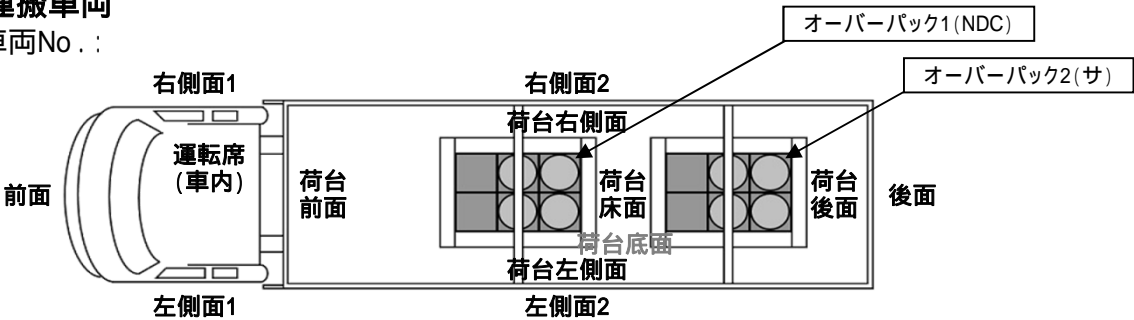 運搬車両
車両No.:
オーバーパック1(NDC)
オーバーパック2(サ)
右側面1
右側面2
荷台右側面
運転席
(車内)
前面
荷台
前面
荷台
床面
荷台
後面
後面
荷台底面
荷台左側面
左側面1
左側面2